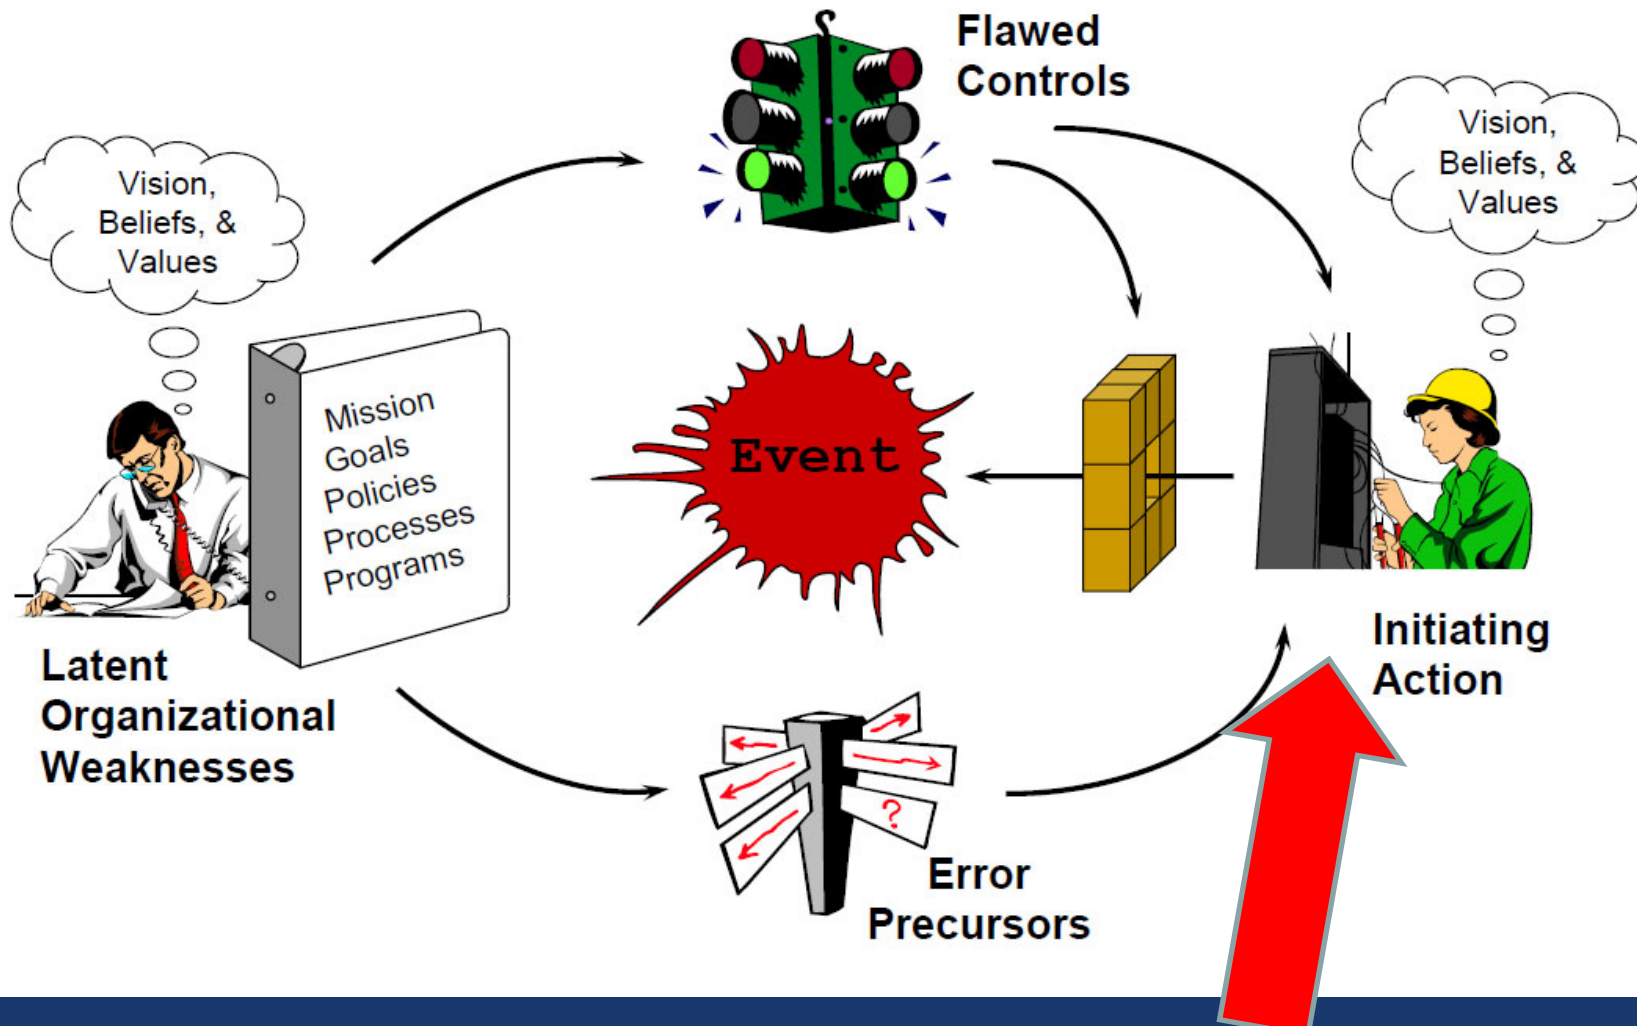 Flawed
Controls
Vision,
Beliefs, &
Values
Vision,
Beliefs, &
Values
Mission
Goals
Policies
Processes
Programs
Event
Latent
Organizational
Weaknesses
Initiating
Action
?
Error
Precursors